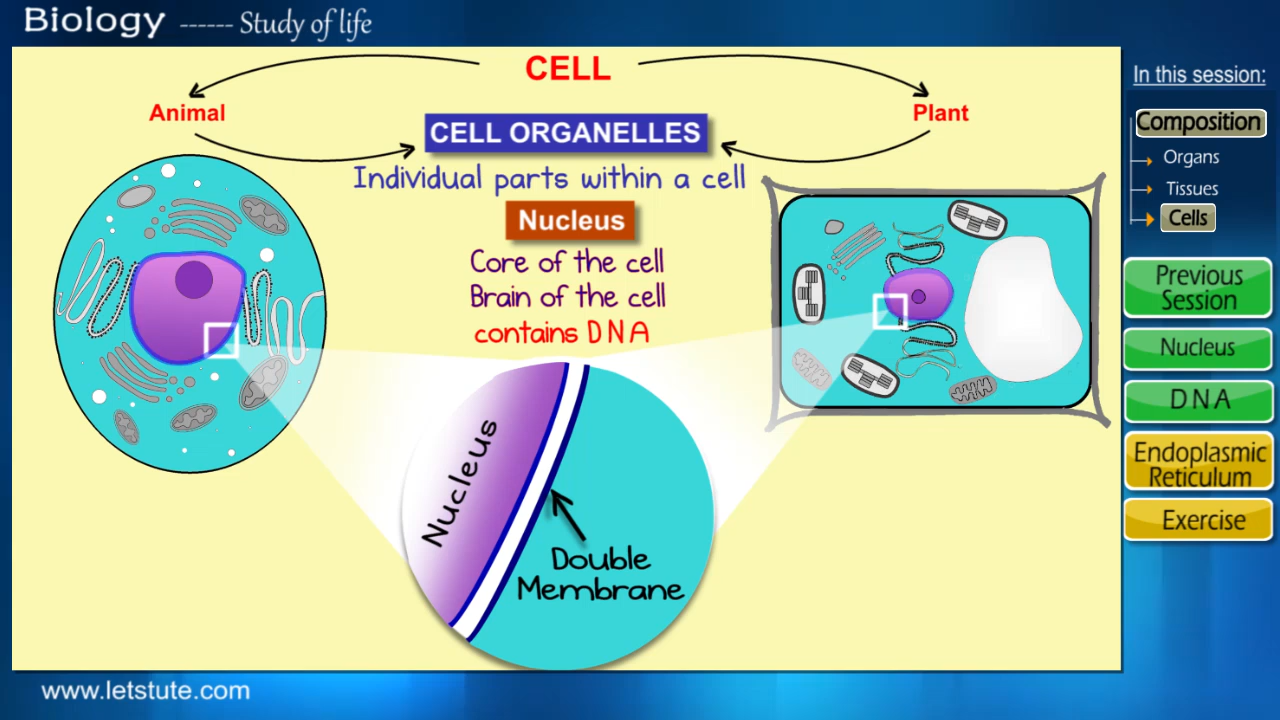 Biology ------ Study of life
CELL
Animal
Plant
CELL ORGANELLES
Individual parts within a cell
Nucleus
Core of the cell
Brain of the cell
contains DNA
Nucleus
Double
Membrane
In this session:
Composition
Organs
Tissues
Cells
Previous
Session
Nucleus
DNA
Endoplasmic
Reticulum
Exercise
www.letstute.com